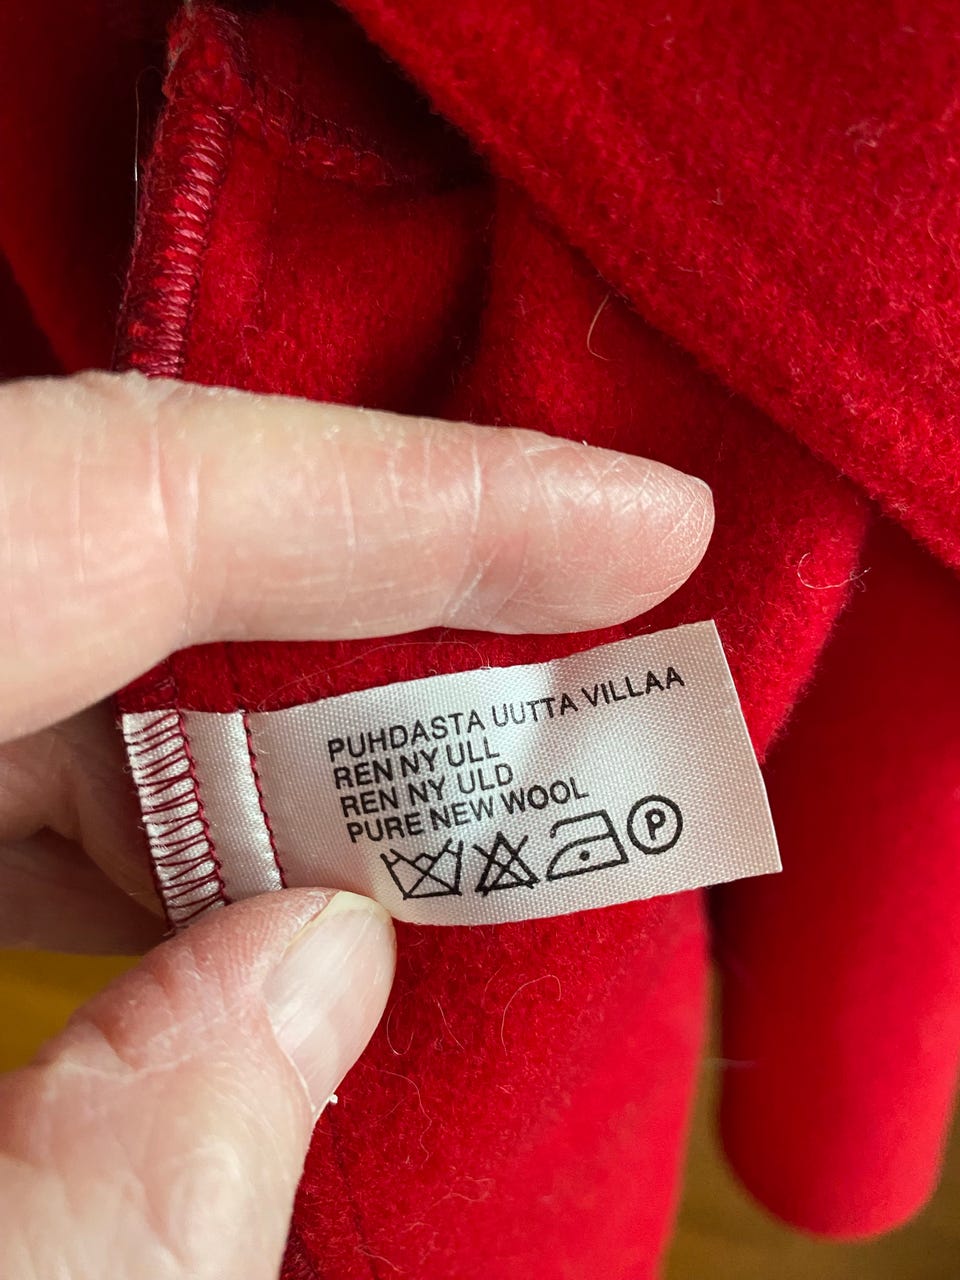 PUHDASTA UUTTA VILLAA
REN NY ULL
REN NY ULD
PURE NEW WOOL
P